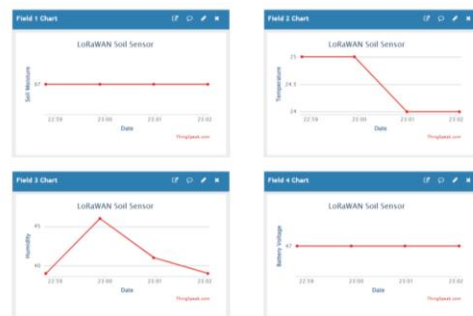 Field 1 Chart
LoRaWAN Soil Sensor
Soil Moisture
57
22:59 23:00 23:01 23:02
Date
ThingSpeak.com
Field 2 Chart
LoRaWAN Soil Sensor
Temperature
25
24.5
24
22:59 23:00 23:01 23:02
Date
ThingSpeak.com
Field 3 Chart
LoRaWAN Soil Sensor
Humidity
22:59 23:00 23:01 23:02
Date
ThingSpeak.com
Field 4 Chart
LoRaWAN Soil Sensor
Battery Voltage
47
22:59 23:00 23:01 23:02
Date
ThingSpeak.com